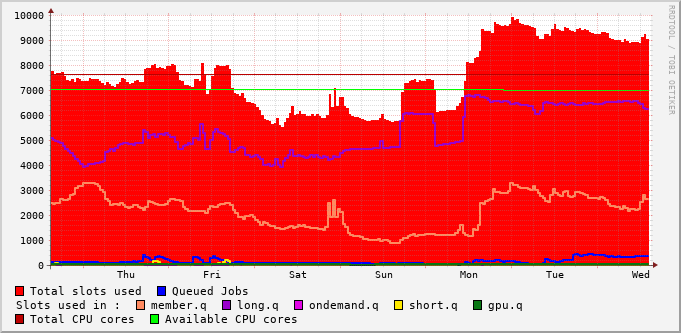 10000
9000
8000
7000
6000
5000
4000
3000
2000
1000
0
Thu Fri Sat Sun Mon Tue Wed
RRDTOOL / TOBI OETIKER
Total slots used Queued Jobs
Slots used in : member.q long.q ondemand.q short.q gpu.q
Total CPU cores Available CPU cores